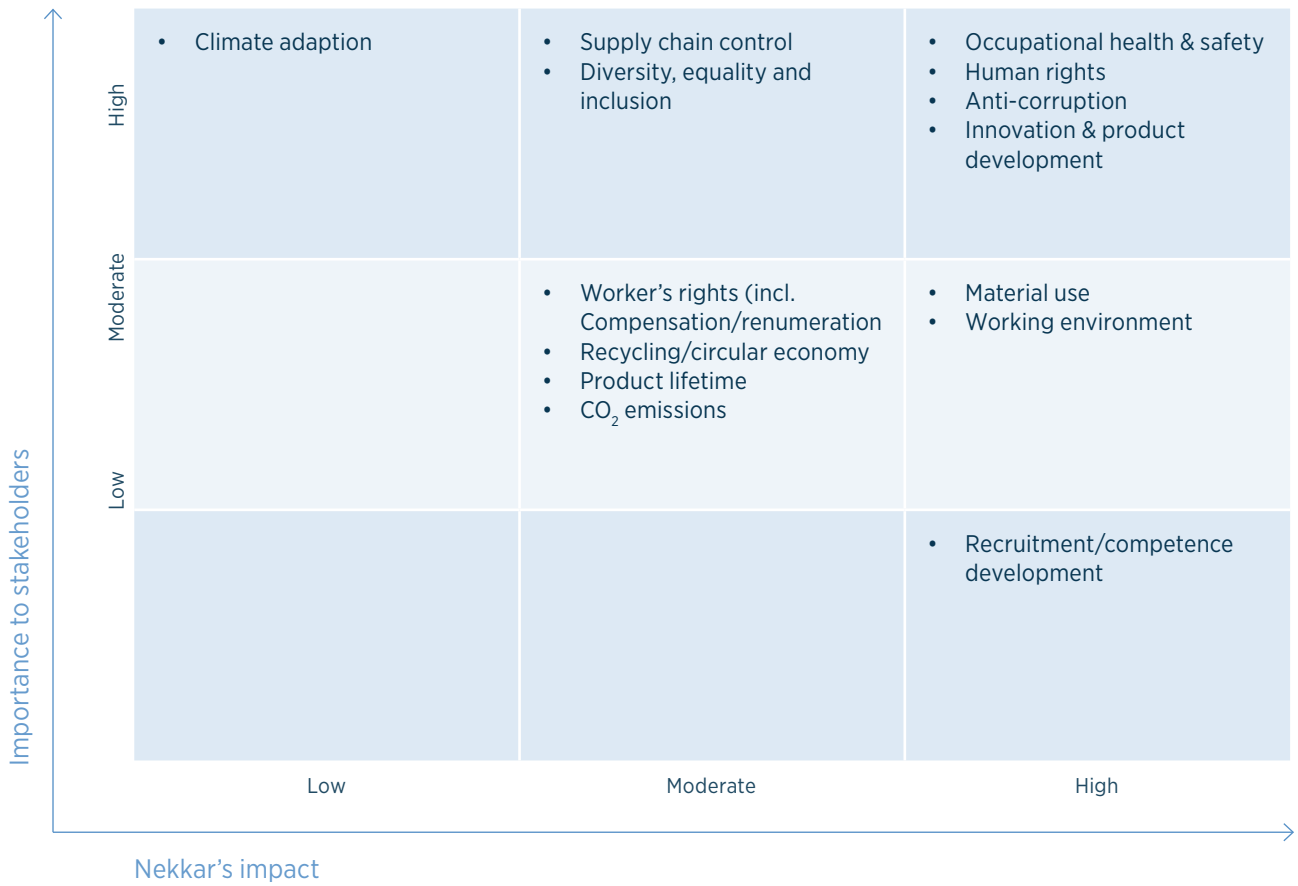 High
• Climate adaption
• Supply chain control
• Diversity, equality and
inclusion
• Occupational health & safety
• Human rights
• Anti-corruption
• Innovation & product
development
Moderate
• Worker’s rights (incl.
Compensation/renumeration
• Recycling/circular economy
• Product lifetime
• CO₂ emissions
• Material use
• Working environment
Low
• Recruitment/competence
development
Importance to stakeholders
Low
Moderate
High
Nekkar’s impact